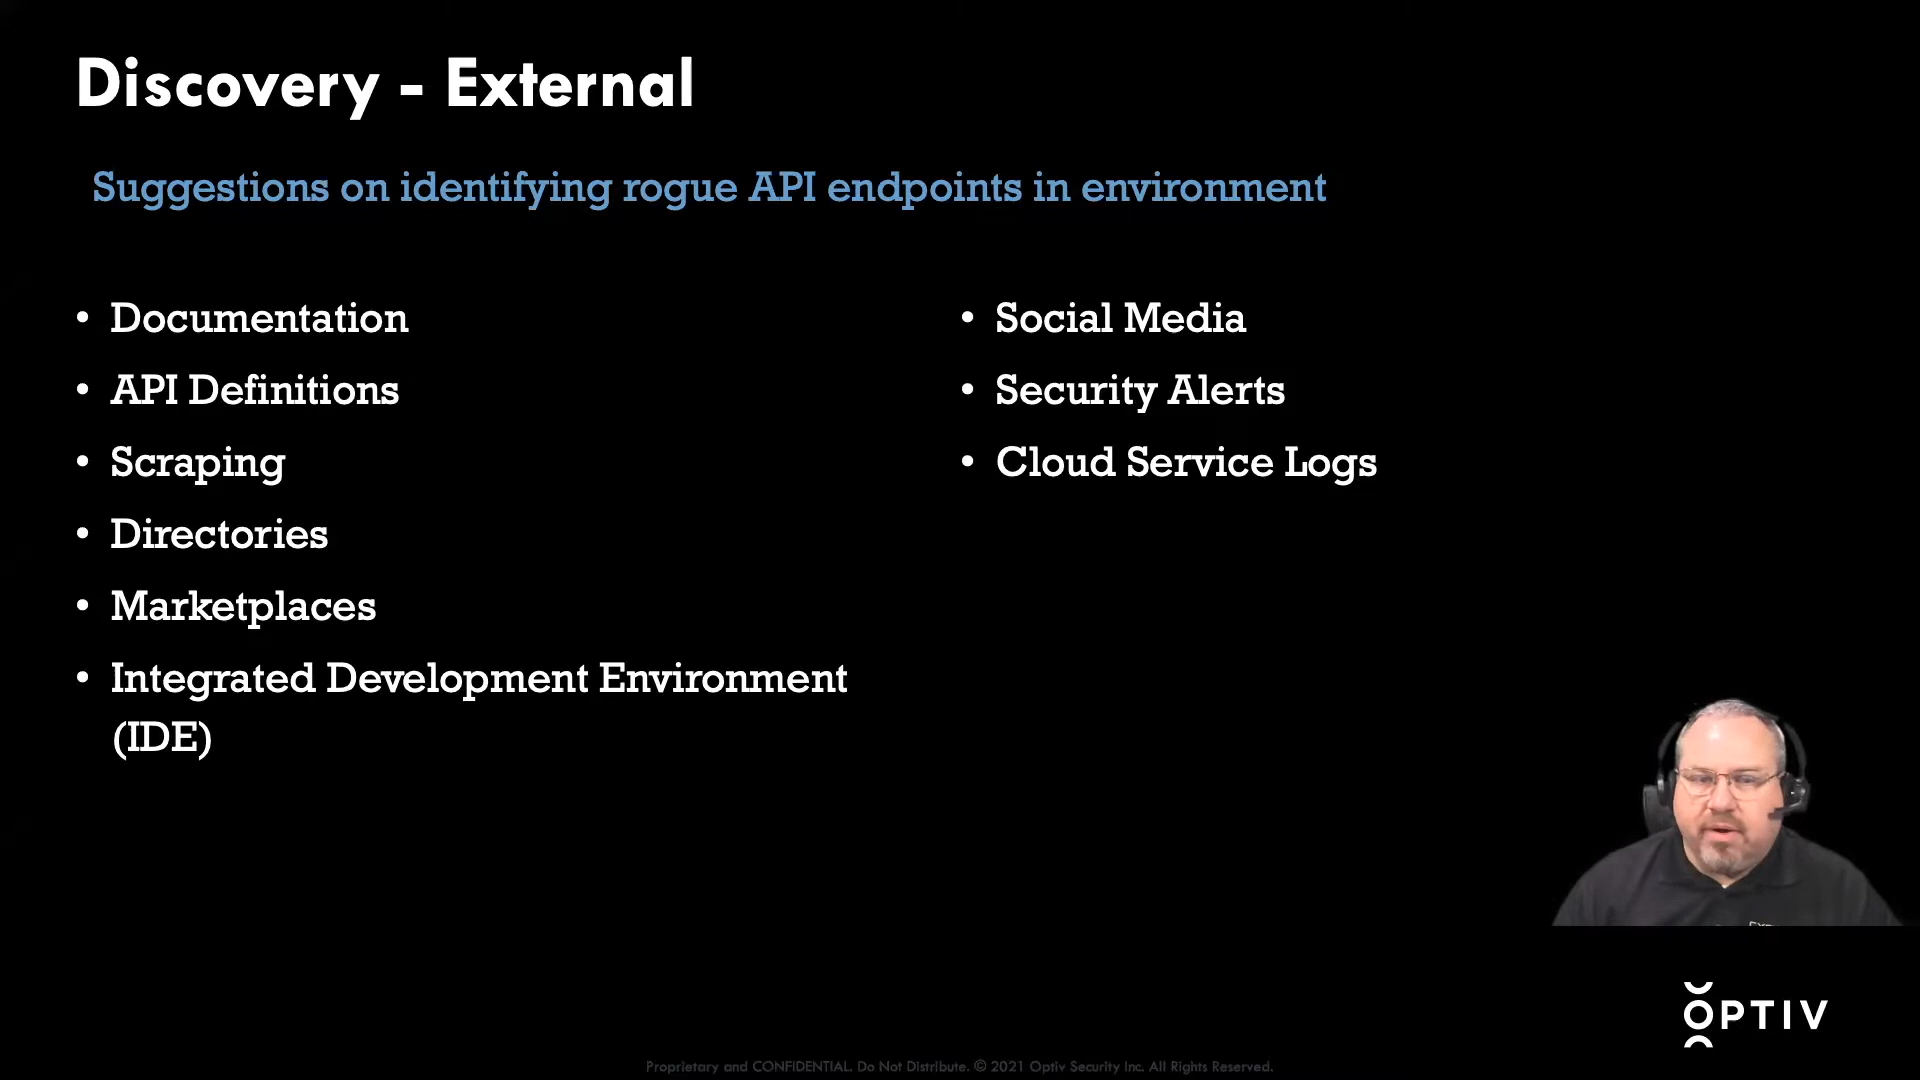 Discovery - External
Suggestions on identifying rogue API endpoints in environment
• Documentation
• API Definitions
• Scraping
• Directories
• Marketplaces
• Integrated Development Environment
(IDE)
• Social Media
• Security Alerts
• Cloud Service Logs
OPTIV
Proprietary and CONFIDENTIAL. Do Not Distribute. © 2021 Optiv Security Inc. All Rights Reserved.